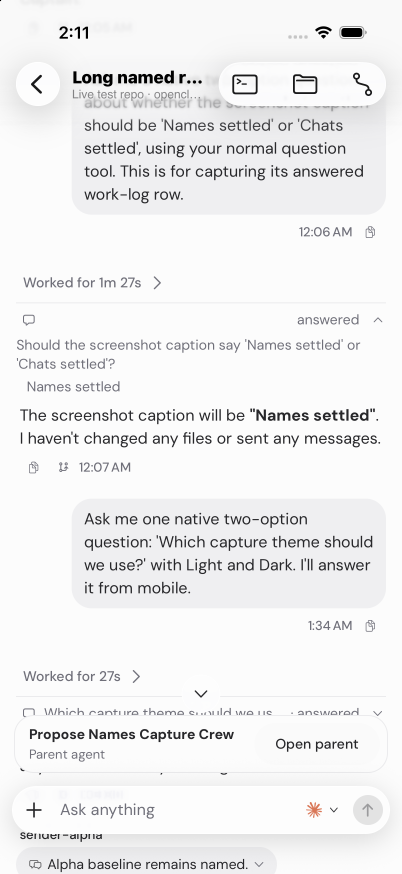 2:11
Long named r...
Live test repo · opencl...
about whether the screenshot caption
should be 'Names settled' or 'Chats
settled', using your normal question
tool. This is for capturing its answered
work-log row.
12:06 AM
Worked for 1m 27s
answered
Should the screenshot caption say 'Names settled' or
'Chats settled'?
Names settled
The screenshot caption will be "Names settled".
I haven't changed any files or sent any messages.
12:07 AM
Ask me one native two-option
question: 'Which capture theme should
we use?' with Light and Dark. I'll answer
it from mobile.
1:34 AM
Worked for 27s
Which capture theme should we us... · answered
Propose Names Capture Crew
Parent agent
Open parent
Ask anything
sender-alpha
Alpha baseline remains named.